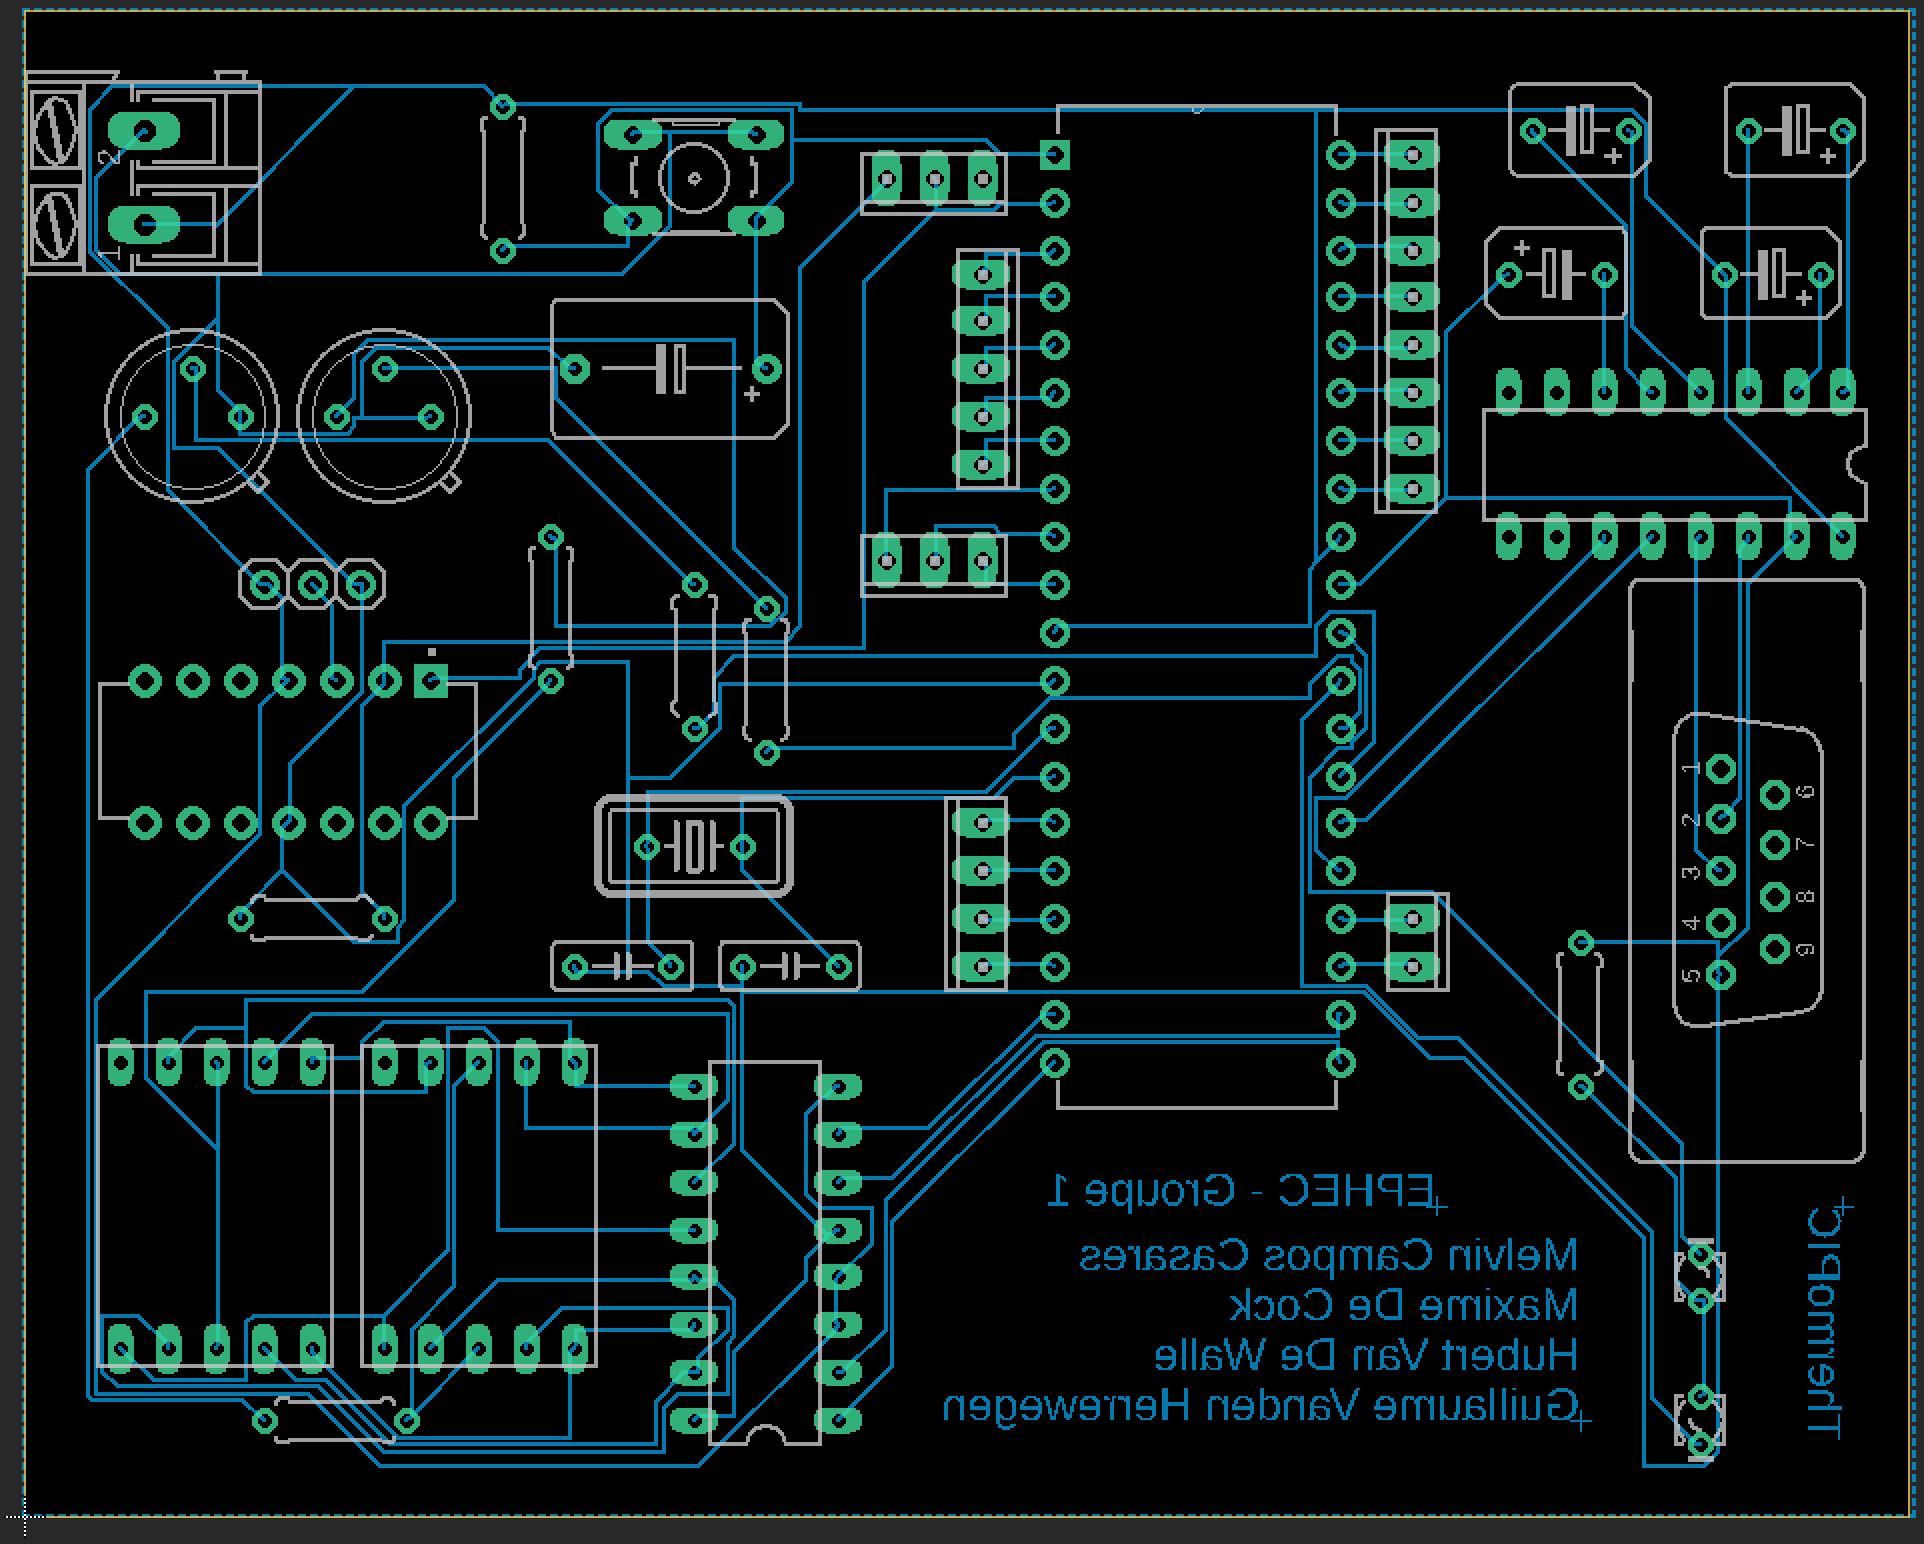 2
1
1
2
3
4
5
6
7
8
9
EPHEC - Groupe 1
Melvin Campos Casares
Maxime De Cock
Hubert Van De Walle
Guillaume Vanden Herrewegen
ThermoPIC